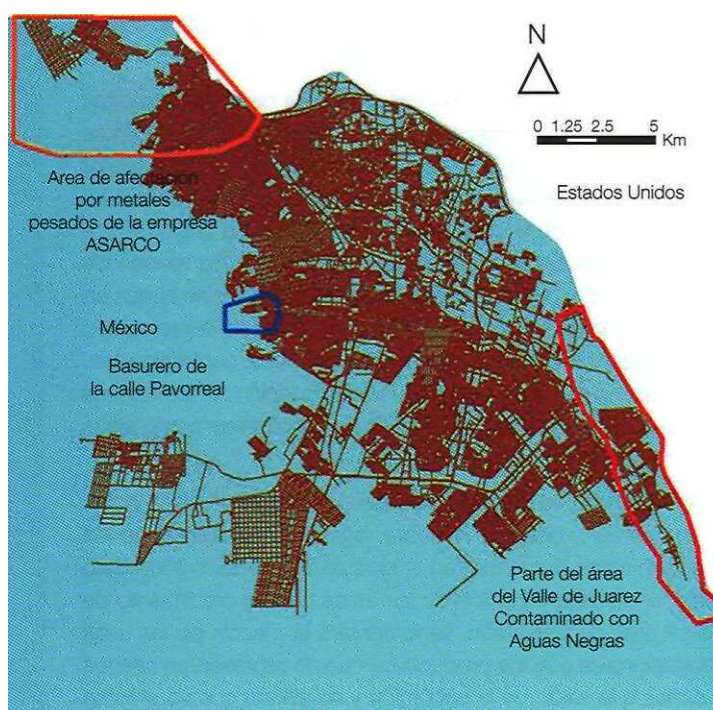 N
0 1.25 2.5 5
Km
Estados Unidos
Area de afectación
por metales
pesados de la empresa
ASARCO
México
Basurero de
la calle Pavorreal
Parte del área
del Valle de Juarez
Contaminado con
Aguas Negras